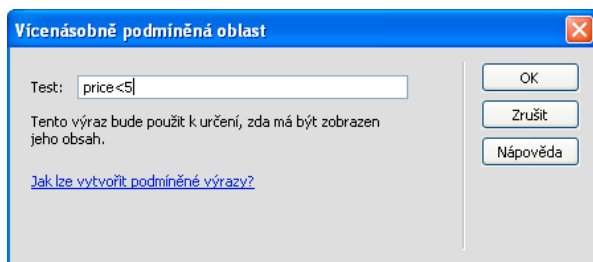 Vícenásobně podmíněná oblast
Test: price<5
OK
Tento výraz bude použit k určení, zda má být zobrazen
jeho obsah.
Zrušit
Nápověda
Jak lze vytvořit podmíněné výrazy?